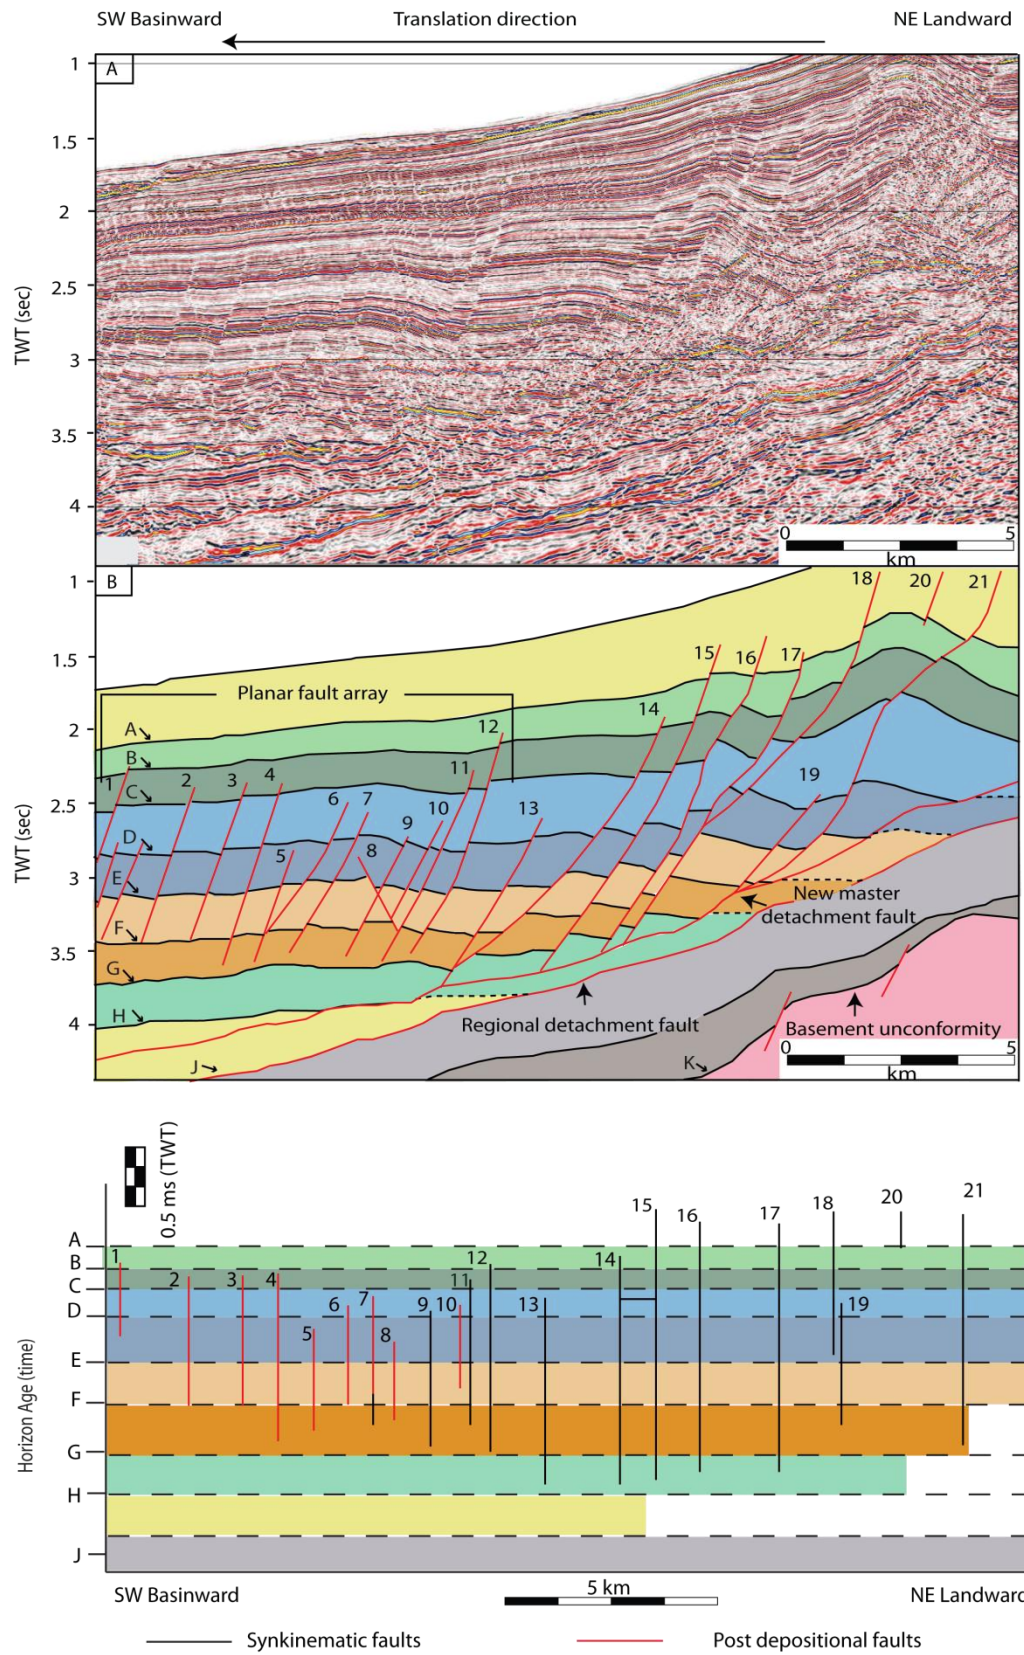 SW Basinward Translation direction NE Landward
A
1
1.5
2
2.5
3
3.5
4
TWT (sec)
0 5
km
B
1
1.5
2
2.5
3
3.5
4
TWT (sec)
18 20 21
15 16 17
Planar fault array
14
12
A
B
1 2 3 4 11
C
6 7 10 13 19
D 9
5 8
E
New master
detachment fault
F
G
H
Regional detachment fault
Basement unconformity
J
K
0 5
km
0.5 ms (TWT)
Horizon Age (time)
A
B
C
D
E
F
G
H
J
1 2 3 4 5 6 7 8 9 10 11 12 13 14 15 16 17 18 19 20 21
SW Basinward 5 km NE Landward
Synkinematic faults Post depositional faults